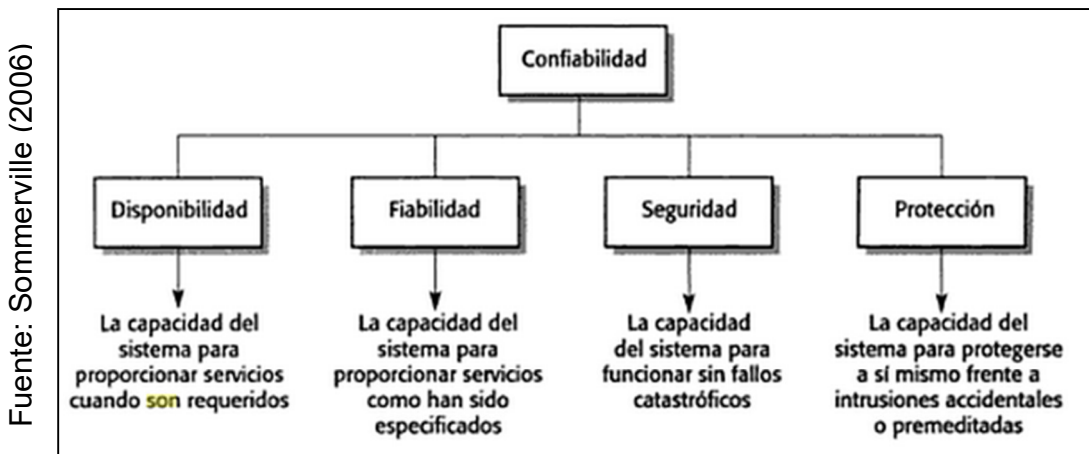 Fuente: Sommerville (2006)
Confiabilidad
Disponibilidad
Fiabilidad
Seguridad
Protección
La capacidad del
sistema para
proporcionar servicios
cuando son requeridos
La capacidad del
sistema para
proporcionar servicios
como han sido
especificados
La capacidad
del sistema para
funcionar sin fallos
catastróficos
La capacidad del
sistema para protegerse
a sí mismo frente a
intrusiones accidentales
o premeditadas